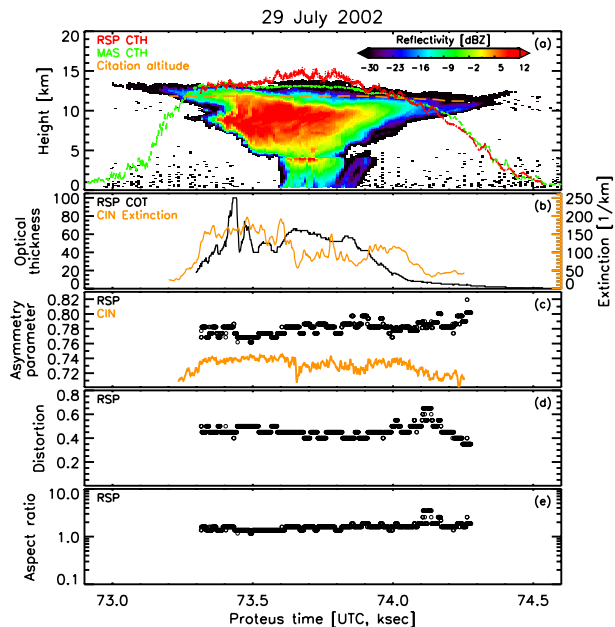 29 July 2002
RSP CTH
MAS CTH
Citation altitude
Reflectivity [dBZ]
-30 -23 -16 -9 -2 5 12
(a)
Height [km]
20
15
10
5
0
RSP COT
CIN Extinction
(b)
Optical thickness
100
80
60
40
20
0
Extinction [1/km]
250
200
150
100
50
0
RSP
CIN
(c)
Asymmetry parameter
0.82
0.80
0.78
0.76
0.74
0.72
RSP
(d)
Distortion
0.8
0.6
0.4
0.2
RSP
(e)
Aspect ratio
10.0
1.0
0.1
73.0 73.5 74.0 74.5
Proteus time [UTC, ksec]